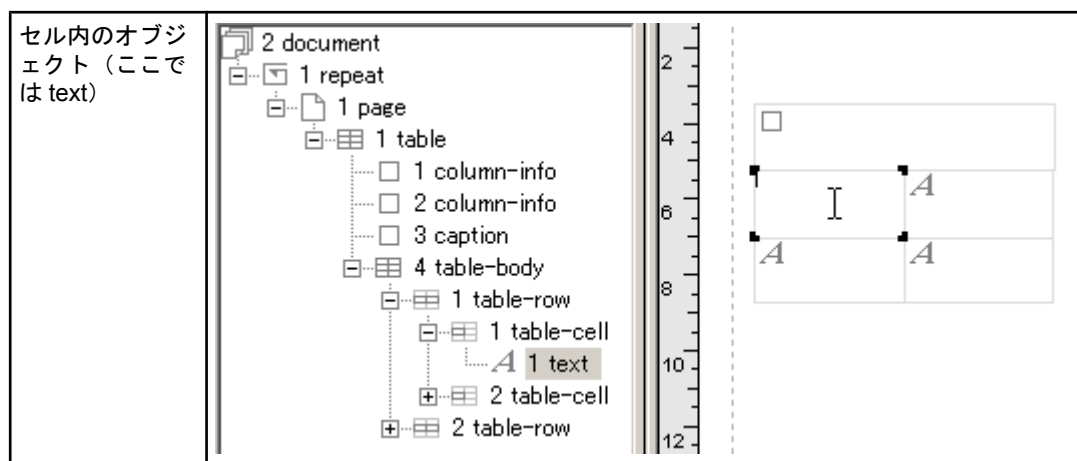 セル内のオブジ
ェクト（ここで
は text）
2 document
1 repeat
1 page
1 table
1 column-info
2 column-info
3 caption
4 table-body
1 table-row
1 table-cell
A 1 text
2 table-cell
2 table-row
2
4
6
8
10
12
A
A
A